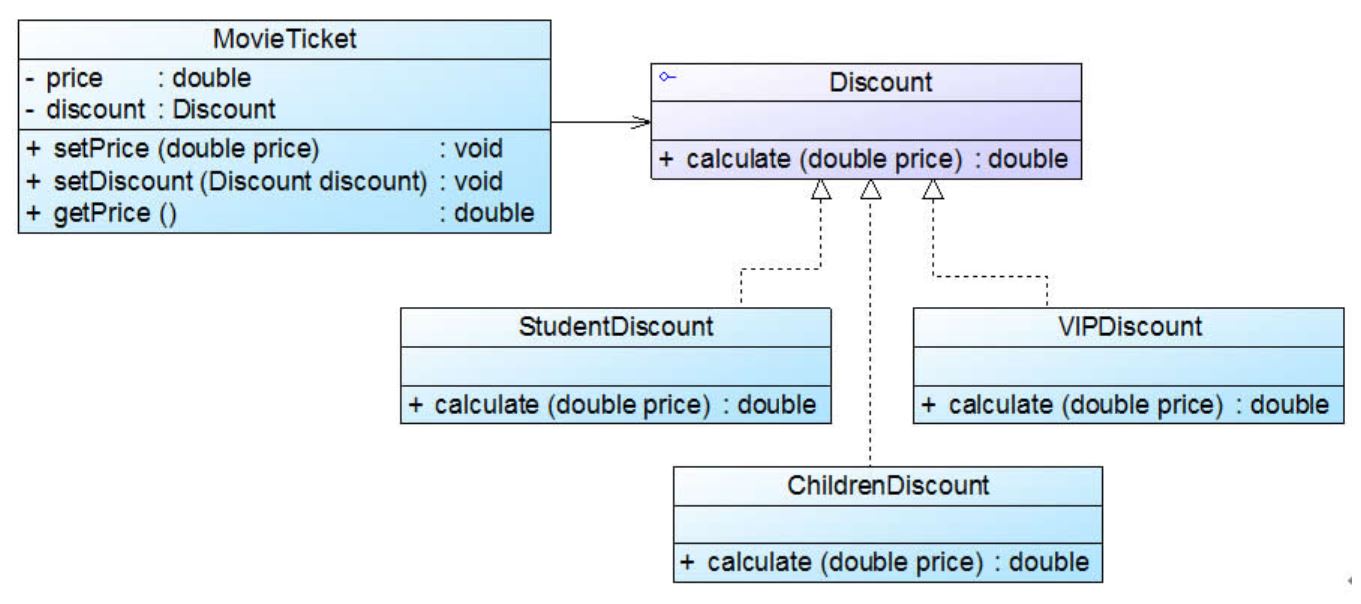 MovieTicket
- price : double
- discount : Discount
+ setPrice (double price) : void
+ setDiscount (Discount discount) : void
+ getPrice () : double
Discount
+ calculate (double price) : double
StudentDiscount
+ calculate (double price) : double
VIPDiscount
+ calculate (double price) : double
ChildrenDiscount
+ calculate (double price) : double